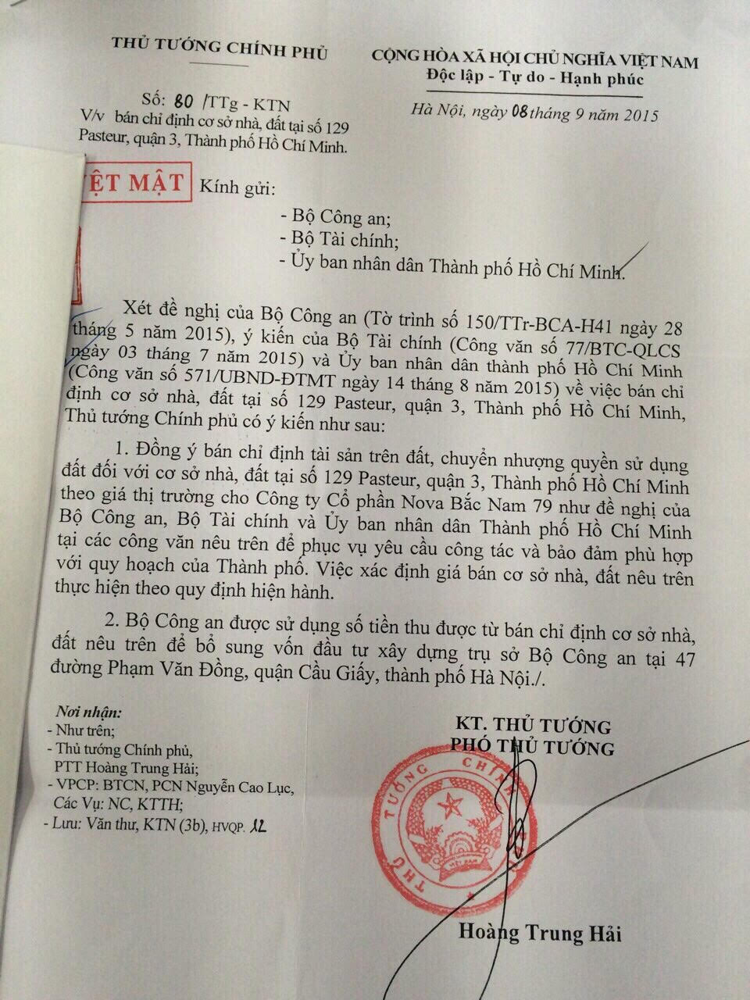 THỦ TƯỚNG CHÍNH PHỦ
CỘNG HÒA XÃ HỘI CHỦ NGHĨA VIỆT NAM
Độc lập - Tự do - Hạnh phúc
Số: 80 /TTg - KTN
V/v bán chỉ định cơ sở nhà, đất tại số 129
Pasteur, quận 3, Thành phố Hồ Chí Minh.
Hà Nội, ngày 08 tháng 9 năm 2015
MẬT
Kính gửi:
- Bộ Công an;
- Bộ Tài chính;
- Ủy ban nhân dân Thành phố Hồ Chí Minh.
Xét đề nghị của Bộ Công an (Tờ trình số 150/TTr-BCA-H41 ngày 28
tháng 5 năm 2015), ý kiến của Bộ Tài chính (Công văn số 77/BTC-QLCS
ngày 03 tháng 7 năm 2015) và Ủy ban nhân dân thành phố Hồ Chí Minh
(Công văn số 571/UBND-ĐTMT ngày 14 tháng 8 năm 2015) về việc bán chỉ
định cơ sở nhà, đất tại số 129 Pasteur, quận 3, Thành phố Hồ Chí Minh,
Thủ tướng Chính phủ có ý kiến như sau:
1. Đồng ý bán chỉ định tài sản trên đất, chuyển nhượng quyền sử dụng
đất đối với cơ sở nhà, đất tại số 129 Pasteur, quận 3, Thành phố Hồ Chí Minh
theo giá thị trường cho Công ty Cổ phần Nova Bắc Nam 79 như đề nghị của
Bộ Công an, Bộ Tài chính và Ủy ban nhân dân Thành phố Hồ Chí Minh
tại các công văn nêu trên để phục vụ yêu cầu công tác và bảo đảm phù hợp
với quy hoạch của Thành phố. Việc xác định giá bán cơ sở nhà, đất nêu trên
thực hiện theo quy định hiện hành.
2. Bộ Công an được sử dụng số tiền thu được từ bán chỉ định cơ sở nhà,
đất nêu trên để bổ sung vốn đầu tư xây dựng trụ sở Bộ Công an tại 47
đường Phạm Văn Đồng, quận Cầu Giấy, thành phố Hà Nội./.
Nơi nhận:
- Như trên;
- Thủ tướng Chính phủ,
PTT Hoàng Trung Hải;
- VPCP: BTCN, PCN Nguyễn Cao Lục,
Các Vụ: NC, KTTH;
- Lưu: Văn thư, KTN (3b), HVQP. 12
KT. THỦ TƯỚNG
PHÓ THỦ TƯỚNG
THỦ TƯỚNG CHÍNH
VIỆT NAM
Hoàng Trung Hải